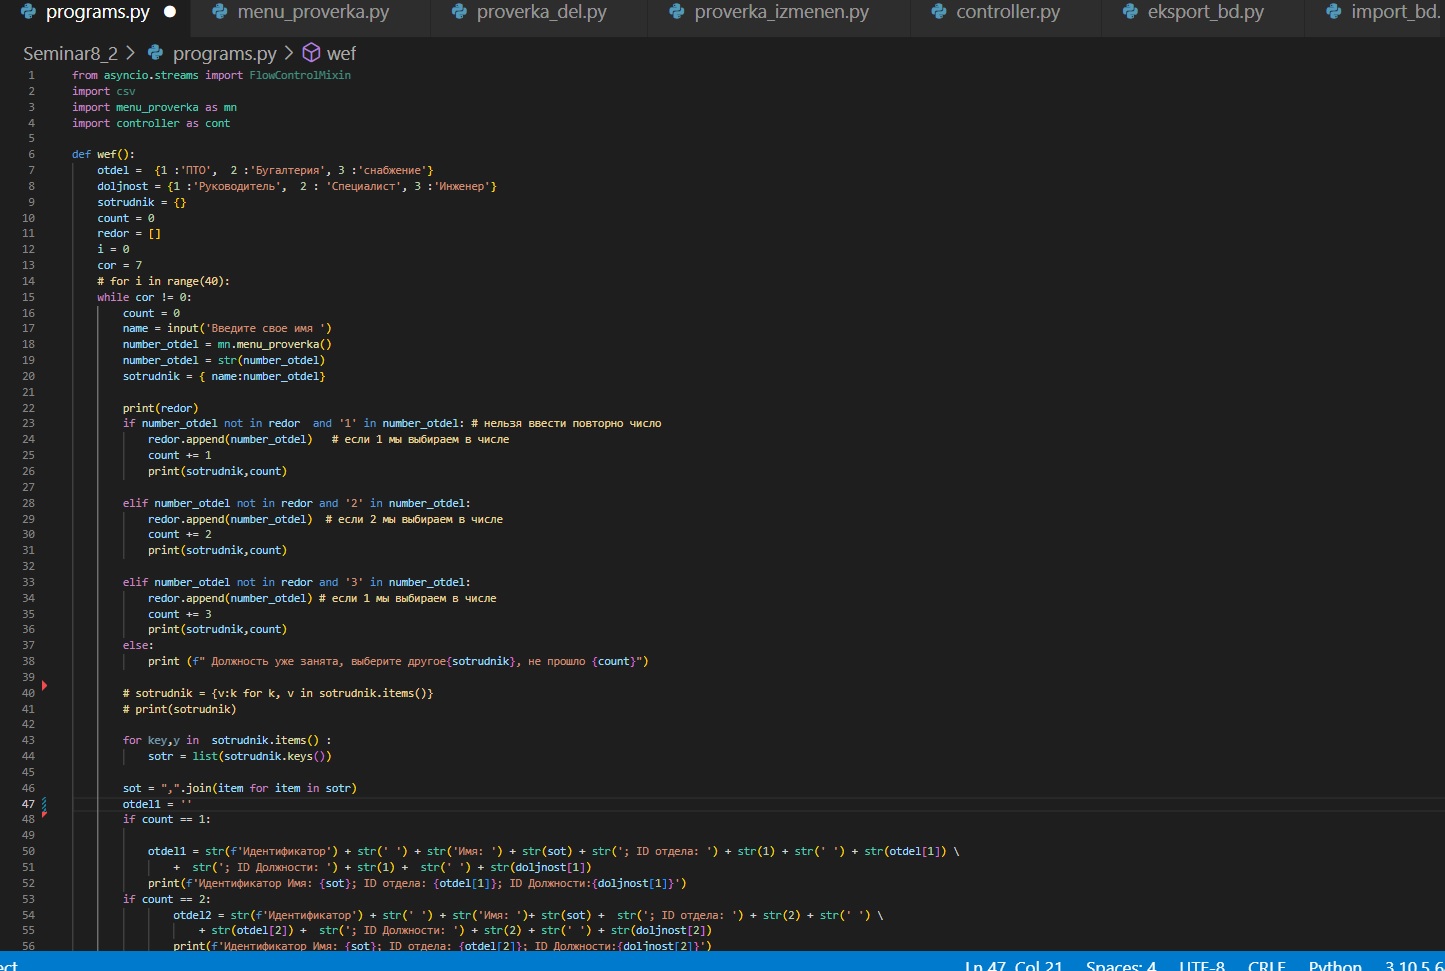 programs.py menu_proverka.py proverka_del.py proverka_izmenen.py controller.py eksport_bd.py import_bd.
Seminar8_2 > programs.py > wef
1 from asyncio.streams import FlowControlMixin
2 import csv
3 import menu_proverka as mn
4 import controller as cont
5
6 def wef():
7 otdel =  {1 :'ПТО',  2 :'Бугалтерия', 3 :'снабжение'}
8 doljnost = {1 :'Руководитель',  2 : 'Специалист', 3 :'Инженер'}
9 sotrudnik = {}
10 count = 0
11 redor = []
12 i = 0
13 cor = 7
14 # for i in range(40):
15 while cor != 0:
16 count = 0
17 name = input('Введите свое имя ')
18 number_otdel = mn.menu_proverka()
19 number_otdel = str(number_otdel)
20 sotrudnik = { name:number_otdel}
21
22 print(redor)
23 if number_otdel not in redor  and '1' in number_otdel: # нельзя ввести повторно число
24 redor.append(number_otdel)   # если 1 мы выбираем в числе
25 count += 1
26 print(sotrudnik,count)
27
28 elif number_otdel not in redor and '2' in number_otdel:
29 redor.append(number_otdel)  # если 2 мы выбираем в числе
30 count += 2
31 print(sotrudnik,count)
32
33 elif number_otdel not in redor and '3' in number_otdel:
34 redor.append(number_otdel) # если 1 мы выбираем в числе
35 count += 3
36 print(sotrudnik,count)
37 else:
38 print (f" Должность уже занята, выберите другое{sotrudnik}, не прошло {count}")
39
40 # sotrudnik = {v:k for k, v in sotrudnik.items()}
41 # print(sotrudnik)
42
43 for key,y in  sotrudnik.items() :
44 sotr = list(sotrudnik.keys())
45
46 sot = ",".join(item for item in sotr)
47 otdel1 = ''
48 if count == 1:
49
50 otdel1 = str(f'Идентификатор') + str(' ') + str('Имя: ') + str(sot) + str('; ID отдела: ') + str(1) + str(' ') + str(otdel[1]) \
51 +  str('; ID Должности: ') + str(1) +  str(' ') + str(doljnost[1])
52 print(f'Идентификатор Имя: {sot}; ID отдела: {otdel[1]}; ID Должности:{doljnost[1]}')
53 if count == 2:
54 otdel2 = str(f'Идентификатор') + str(' ') + str('Имя: ')+ str(sot) +  str('; ID отдела: ') + str(2) + str(' ') \
55 + str(otdel[2]) +  str('; ID Должности: ') + str(2) + str(' ') + str(doljnost[2])
56 print(f'Идентификатор Имя: {sot}; ID отдела: {otdel[2]}; ID Должности:{doljnost[2]}')
ect Ln 47, Col 21 Spaces: 4 UTF-8 CRLF Python 3.10.5 6